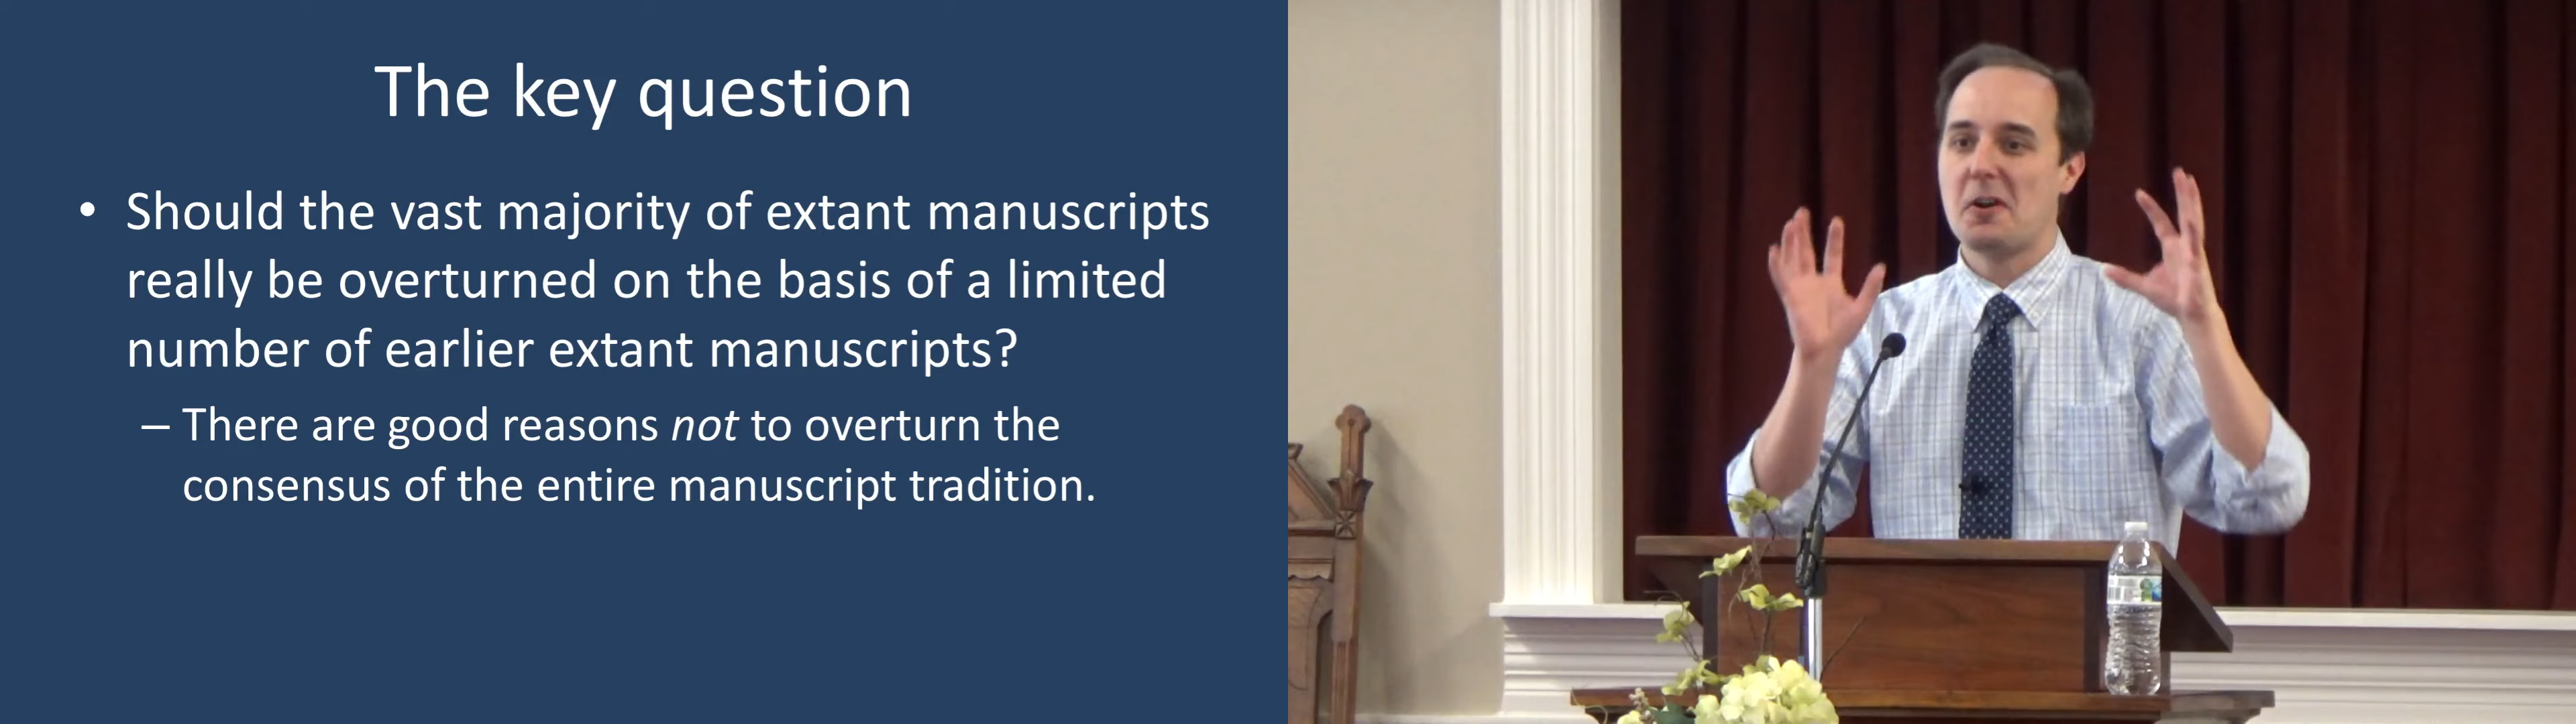 The key question
• Should the vast majority of extant manuscripts
really be overturned on the basis of a limited
number of earlier extant manuscripts?
– There are good reasons not to overturn the
consensus of the entire manuscript tradition.